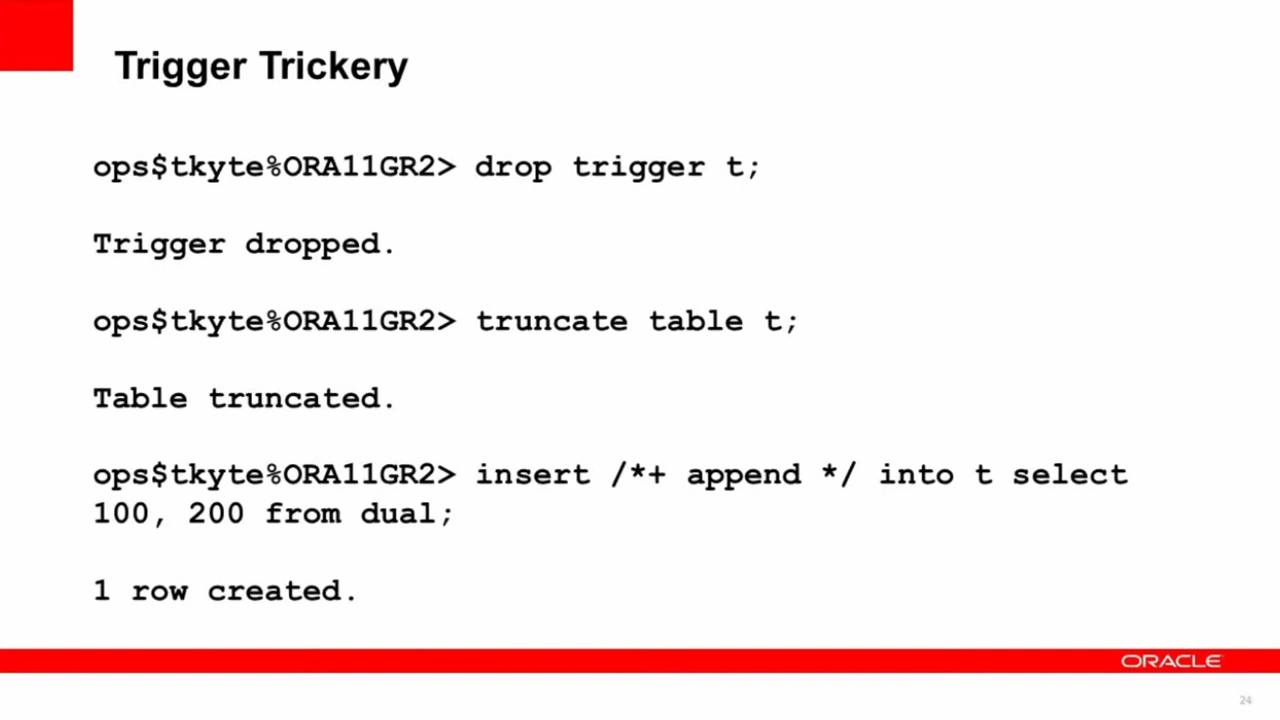 Trigger Trickery
ops$tkyte%ORA11GR2> drop trigger t;
Trigger dropped.
ops$tkyte%ORA11GR2> truncate table t;
Table truncated.
ops$tkyte%ORA11GR2> insert /*+ append */ into t select
100, 200 from dual;
1 row created.
ORACLE
24